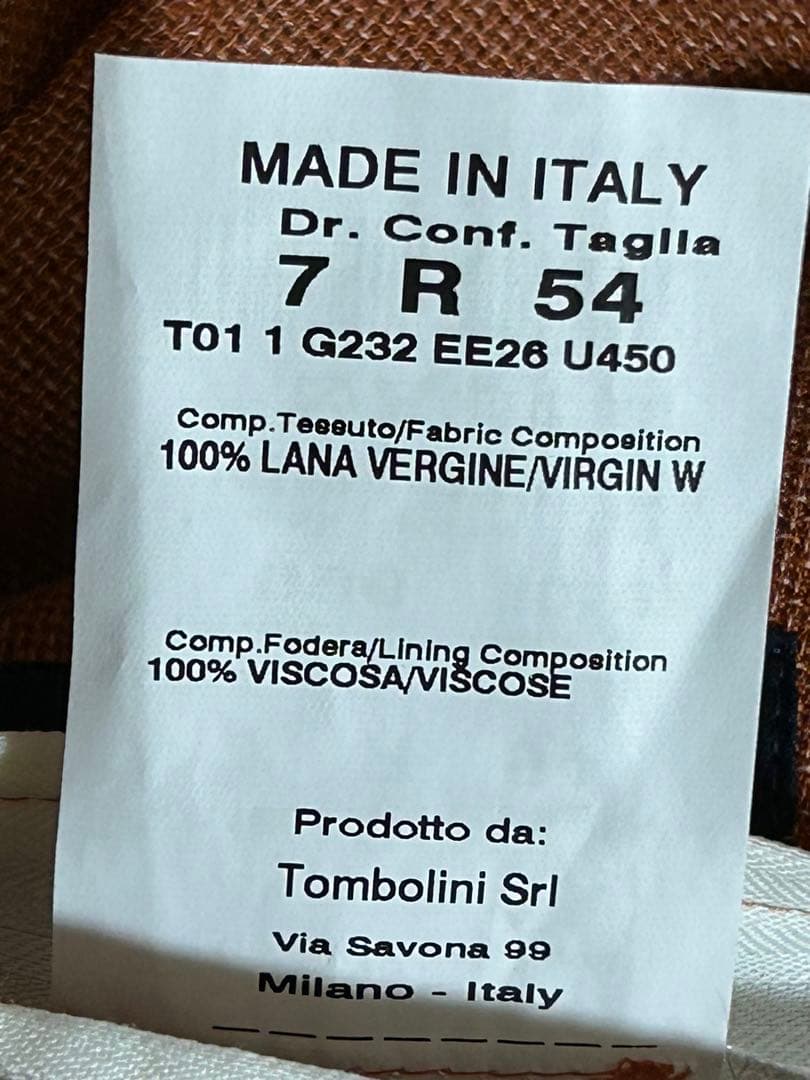 MADE IN ITALY
Dr. Conf. Taglia
7 R 54
T01 1 G232 EE26 U450
Comp.Tessuto/Fabric Composition
100% LANA VERGINE/VIRGIN W
Comp.Fodera/Lining Composition
100% VISCOSA/VISCOSE
Prodotto da:
Tombolini Srl
Via Savona 99
Milano - Italy